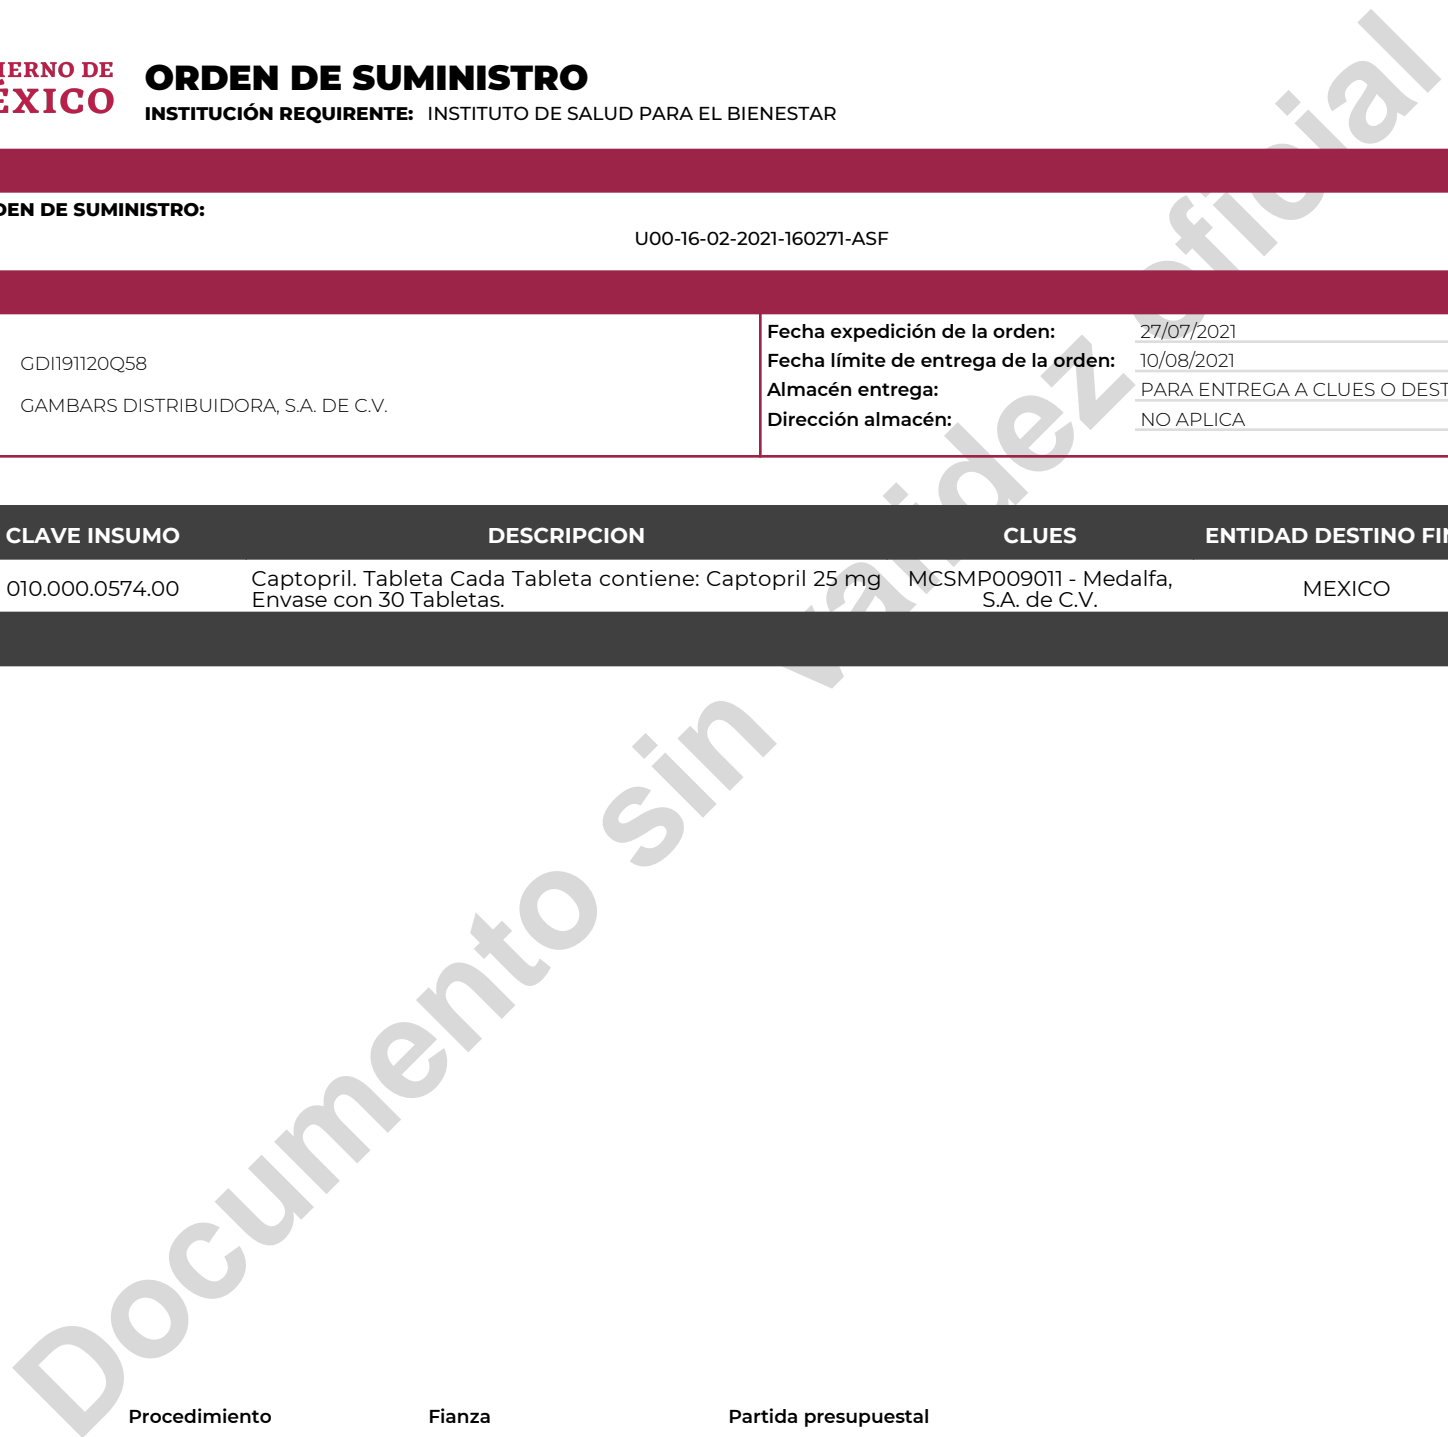 IERNO DE
ÉXICO
ORDEN DE SUMINISTRO
INSTITUCIÓN REQUIRENTE: INSTITUTO DE SALUD PARA EL BIENESTAR
DEN DE SUMINISTRO:
U00-16-02-2021-160271-ASF
GDI191120Q58
GAMBARS DISTRIBUIDORA, S.A. DE C.V.
Fecha expedición de la orden: 27/07/2021
Fecha límite de entrega de la orden: 10/08/2021
Almacén entrega: PARA ENTREGA A CLUES O DEST
Dirección almacén: NO APLICA
CLAVE INSUMO DESCRIPCION CLUES ENTIDAD DESTINO FIN
010.000.0574.00 Captopril. Tableta Cada Tableta contiene: Captopril 25 mg MCSMP009011 - Medalfa, MEXICO
Envase con 30 Tabletas. S.A. de C.V.
Documento sin validez oficial
Procedimiento Fianza Partida presupuestal